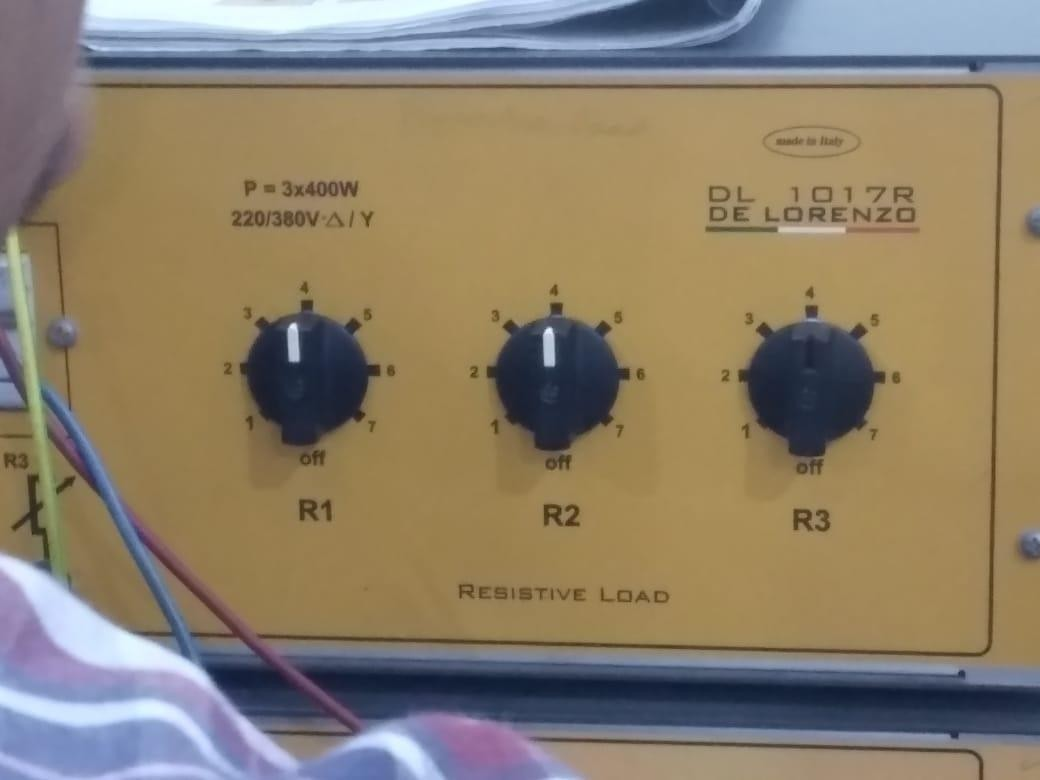 made in Italy
P = 3x400W
220/380V Δ / Y
DL 1017R
DE LORENZO
4
3 5
2 6
1 7
off
R1
4
3 5
2 6
1 7
off
R2
4
3 5
2 6
1 7
off
R3
R3
RESISTIVE LOAD